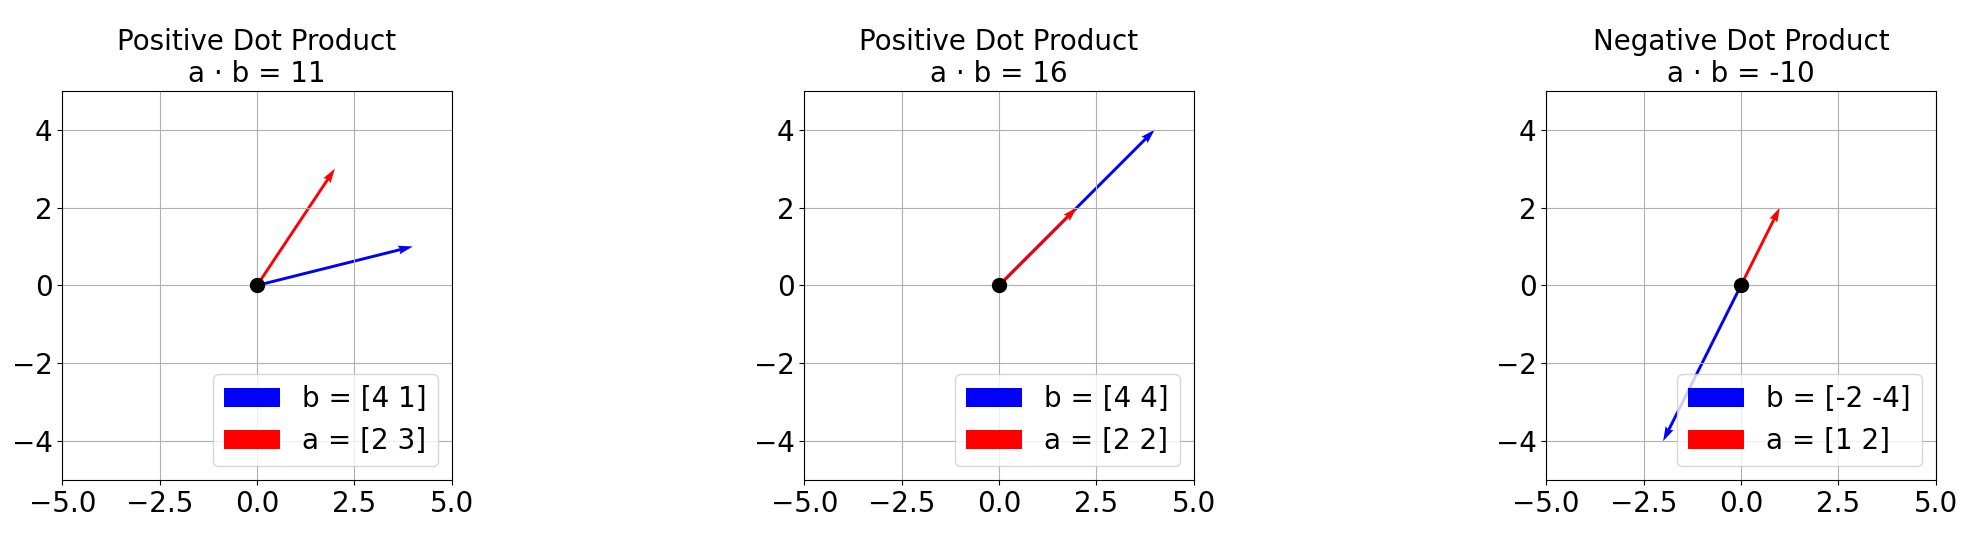 Positive Dot Product
a · b = 11
4
2
0
−2
−4
b = [4 1]
a = [2 3]
−5.0 −2.5 0.0 2.5 5.0
Positive Dot Product
a · b = 16
4
2
0
−2
−4
b = [4 4]
a = [2 2]
−5.0 −2.5 0.0 2.5 5.0
Negative Dot Product
a · b = -10
4
2
0
−2
−4
b = [-2 -4]
a = [1 2]
−5.0 −2.5 0.0 2.5 5.0